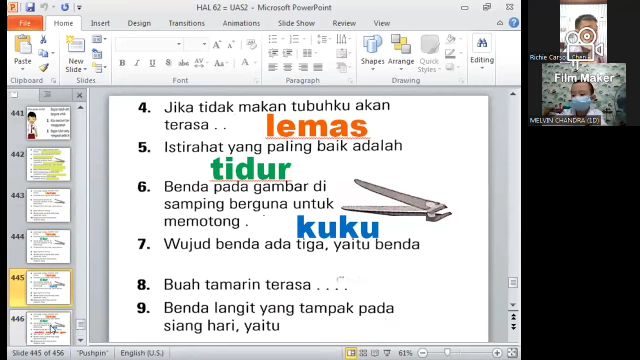 HAL 62 = UAS2 - Microsoft PowerPoint
File Home Insert Design Transitions Animations Slide Show Review View
Paste
New Slide
Shapes Arrange Quick Styles
Editing
Clipboard Slides Font Paragraph Drawing
441
442
443
444
445
446
4. Jika tidak makan tubuhku akan
terasa . . lemas
5. Istirahat yang paling baik adalah
tidur
6. Benda pada gambar di
samping berguna untuk
memotong . kuku
7. Wujud benda ada tiga, yaitu benda
8. Buah tamarin terasa . . . .
9. Benda langit yang tampak pada
siang hari, yaitu
Slide 445 of 456 "Pushpin" English (U.S.) 61%
Richie Carson Chen
Film Maker
MELVIN CHANDRA (1D)